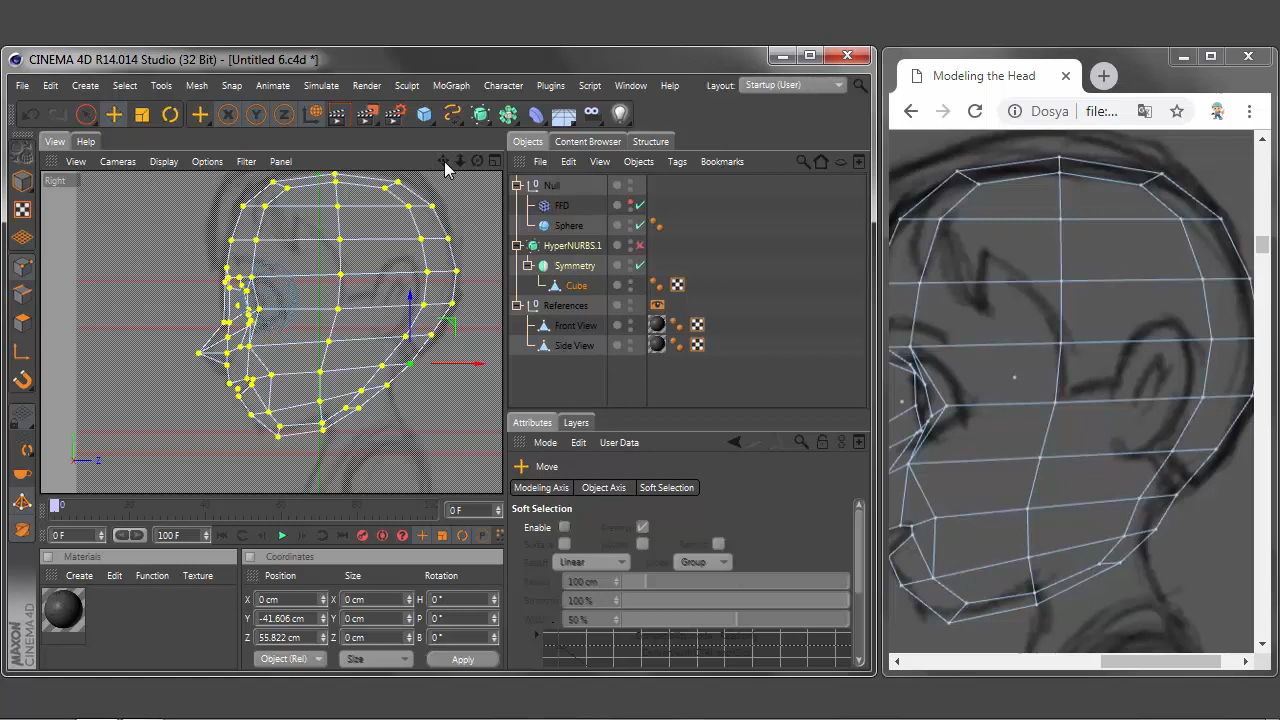 CINEMA 4D R14.014 Studio (32 Bit) - [Untitled 6.c4d *]
File Edit Create Select Tools Mesh Snap Animate Simulate Render Sculpt MoGraph Character Plugins Script Window Help Layout: Startup (User)
View Help
View Cameras Display Options Filter Panel
Right
Z
0 F
0 F 100 F
Materials
Create Edit Function Texture
Coordinates
Position Size Rotation
X 0 cm X 0 cm H 0 °
Y -41.606 cm Y 0 cm P 0 °
Z 55.822 cm Z 0 cm B 0 °
Object (Rel) Size Apply
MAXON CINEMA 4D
Objects Content Browser Structure
File Edit View Objects Tags Bookmarks
Null
FFD
Sphere
HyperNURBS.1
Symmetry
Cube
References
Front View
Side View
Attributes Layers
Mode Edit User Data
Move
Modeling Axis Object Axis Soft Selection
Soft Selection
Enable
Surface
Falloff Linear Group
Radius 100 cm
100 %
50 %
Modeling the Head
Dosya file:...